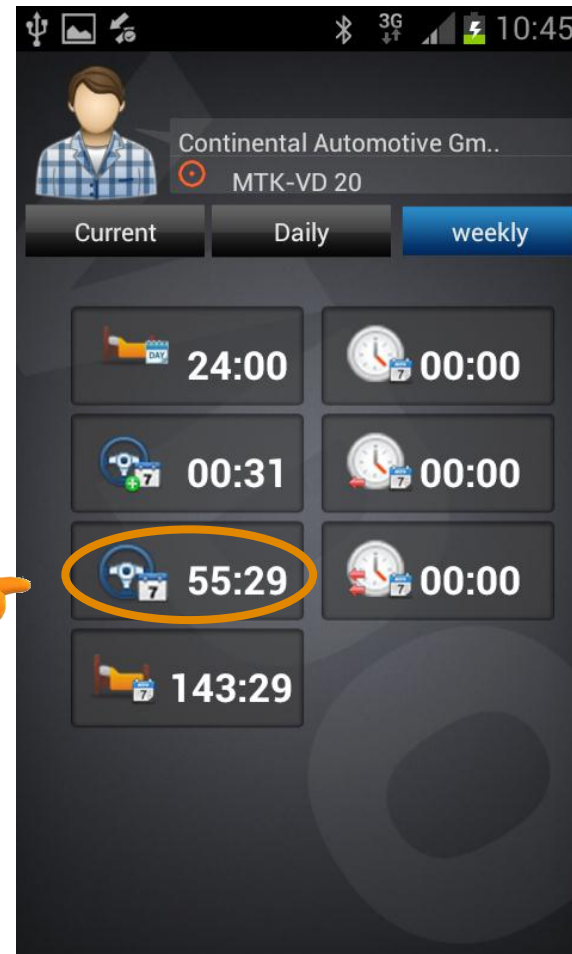 3G 10:45
Continental Automotive Gm..
MTK-VD 20
Current Daily weekly
DAY 24:00 7 00:00
7 00:31 7 00:00
7 55:29 7 00:00
7 143:29